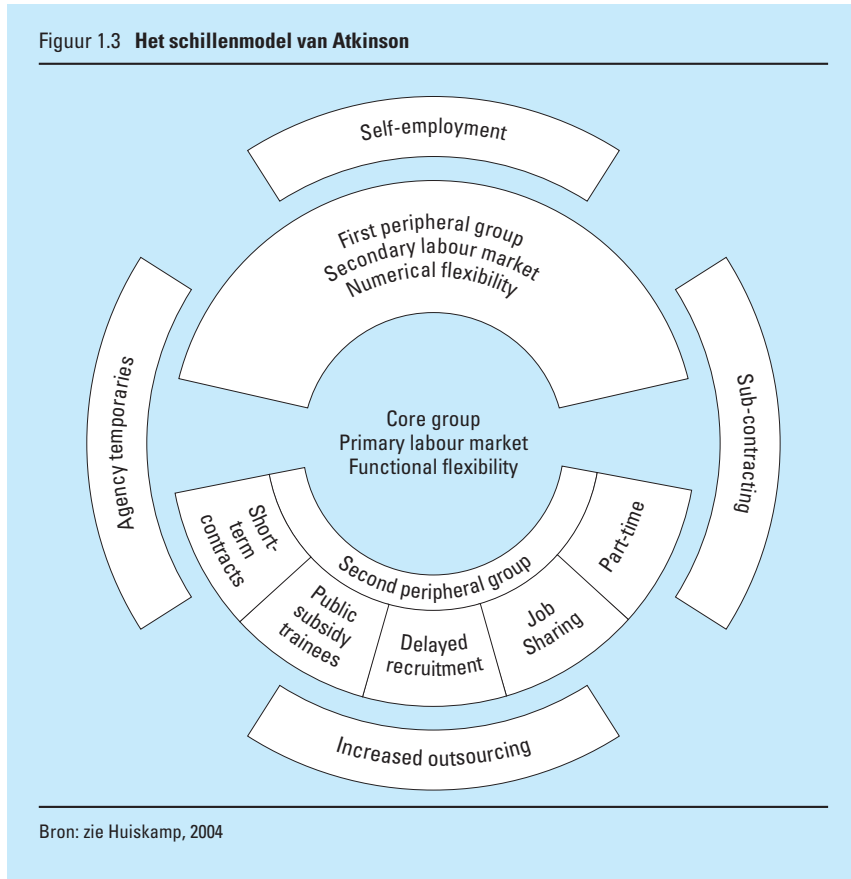 Figuur 1.3 Het schillenmodel van Atkinson
Self-employment
First peripheral group
Secondary labour market
Numerical flexibility
Agency temporaries
Sub-contracting
Core group
Primary labour market
Functional flexibility
Short-
term
contracts
Second peripheral group
Part-time
Public
subsidy
trainees
Delayed
recruitment
Job
Sharing
Increased outsourcing
Bron: zie Huiskamp, 2004